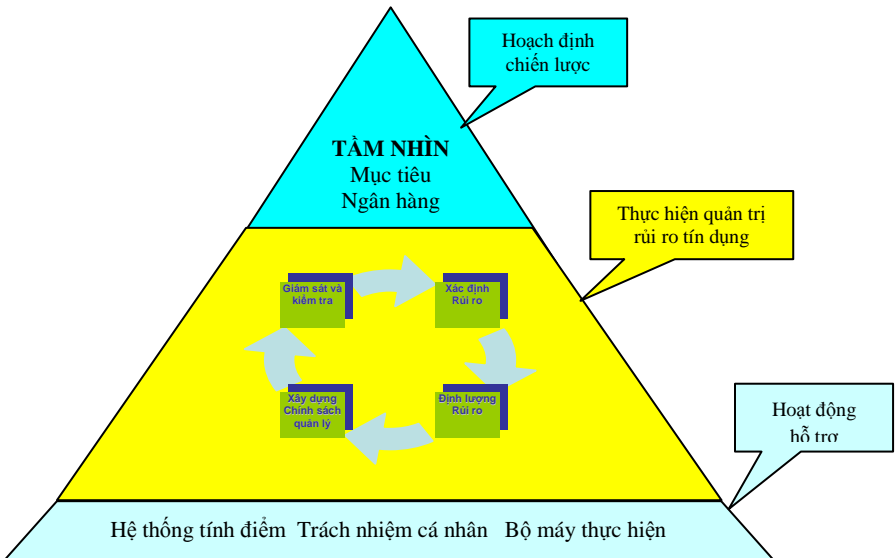 Hoạch định
chiến lược
TẦM NHÌN
Mục tiêu
Ngân hàng
Thực hiện quản trị
rủi ro tín dụng
Giám sát và
kiểm tra
Xác định
Rủi ro
Xây dựng
Chính sách
quản lý
Định lượng
Rủi ro
Hoạt động
hỗ trợ
Hệ thống tính điểm Trách nhiệm cá nhân Bộ máy thực hiện